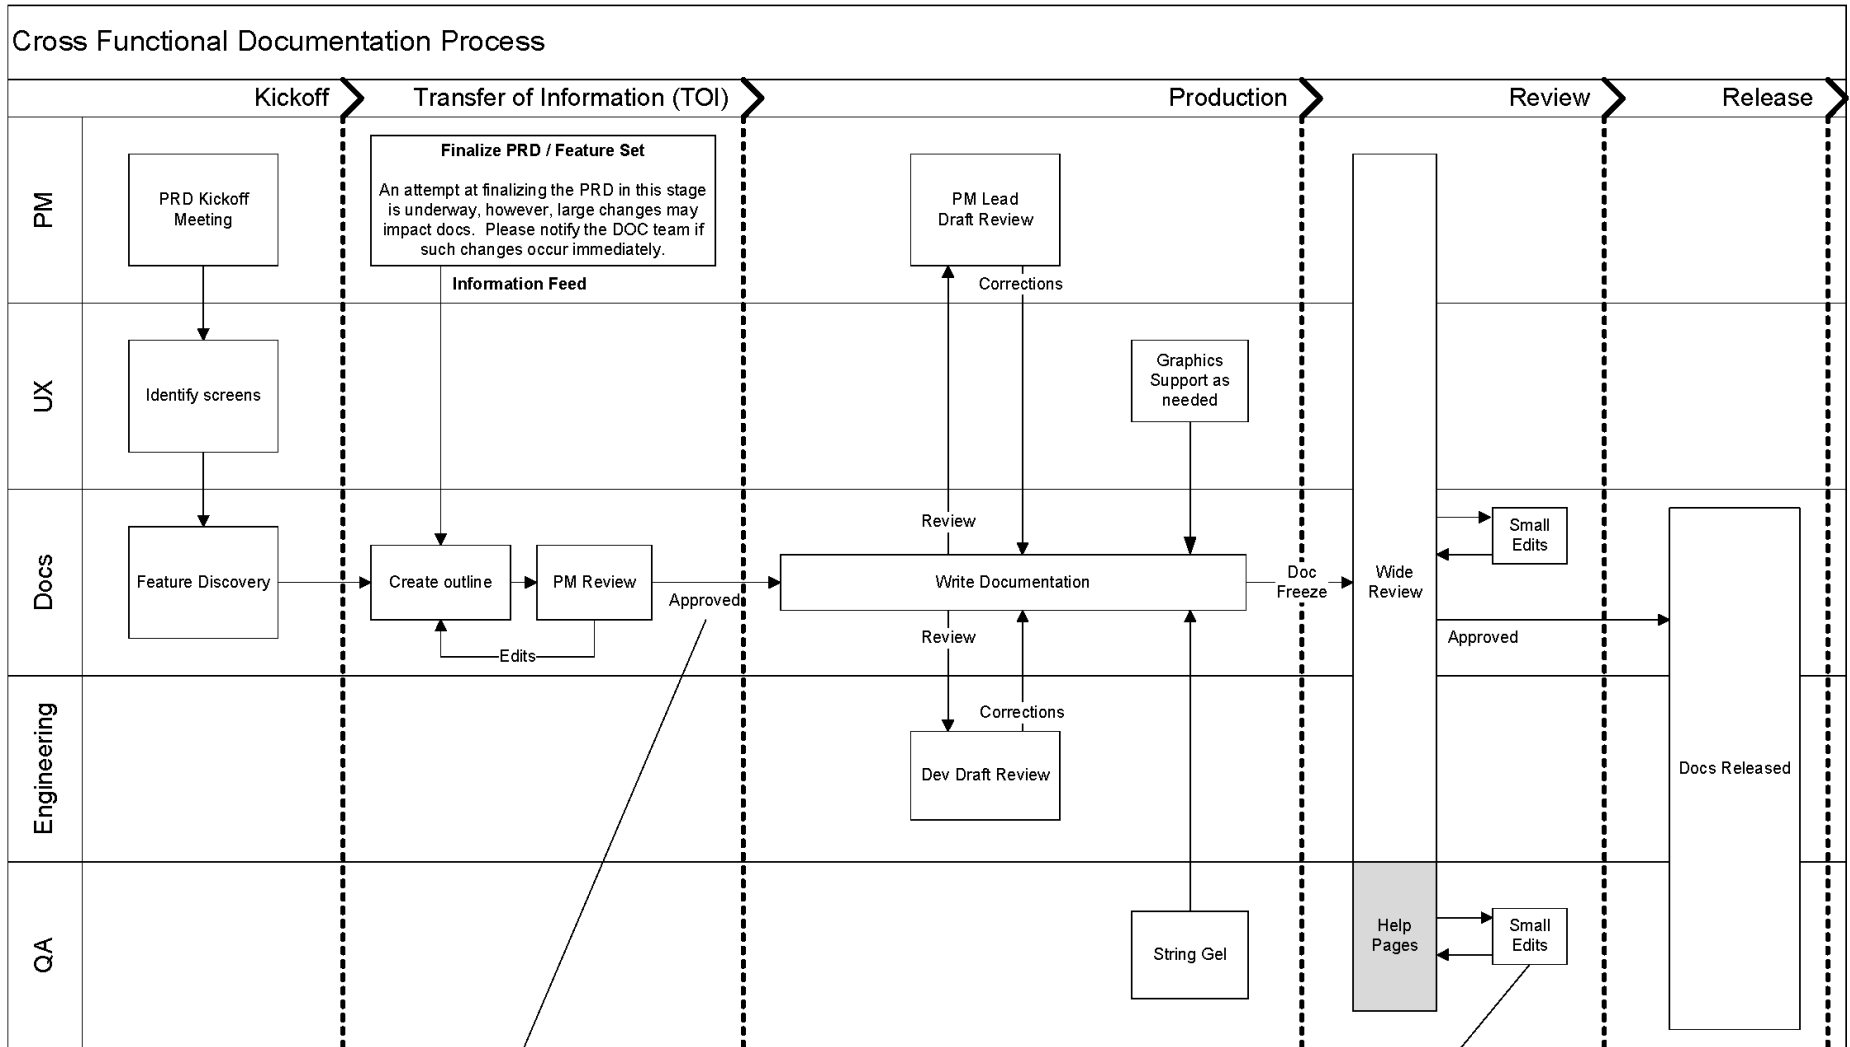 Cross Functional Documentation Process
Kickoff
Transfer of Information (TOI)
Production
Review
Release
PM
PRD Kickoff
Meeting
Finalize PRD / Feature Set
An attempt at finalizing the PRD in this stage
is underway, however, large changes may
impact docs.  Please notify the DOC team if
such changes occur immediately.
Information Feed
PM Lead
Draft Review
Corrections
UX
Identify screens
Graphics
Support as
needed
Docs
Feature Discovery
Create outline
PM Review
Edits
Approved
Review
Write Documentation
Review
Doc
Freeze
Wide
Review
Small
Edits
Approved
Engineering
Corrections
Dev Draft Review
Docs Released
QA
String Gel
Help
Pages
Small
Edits